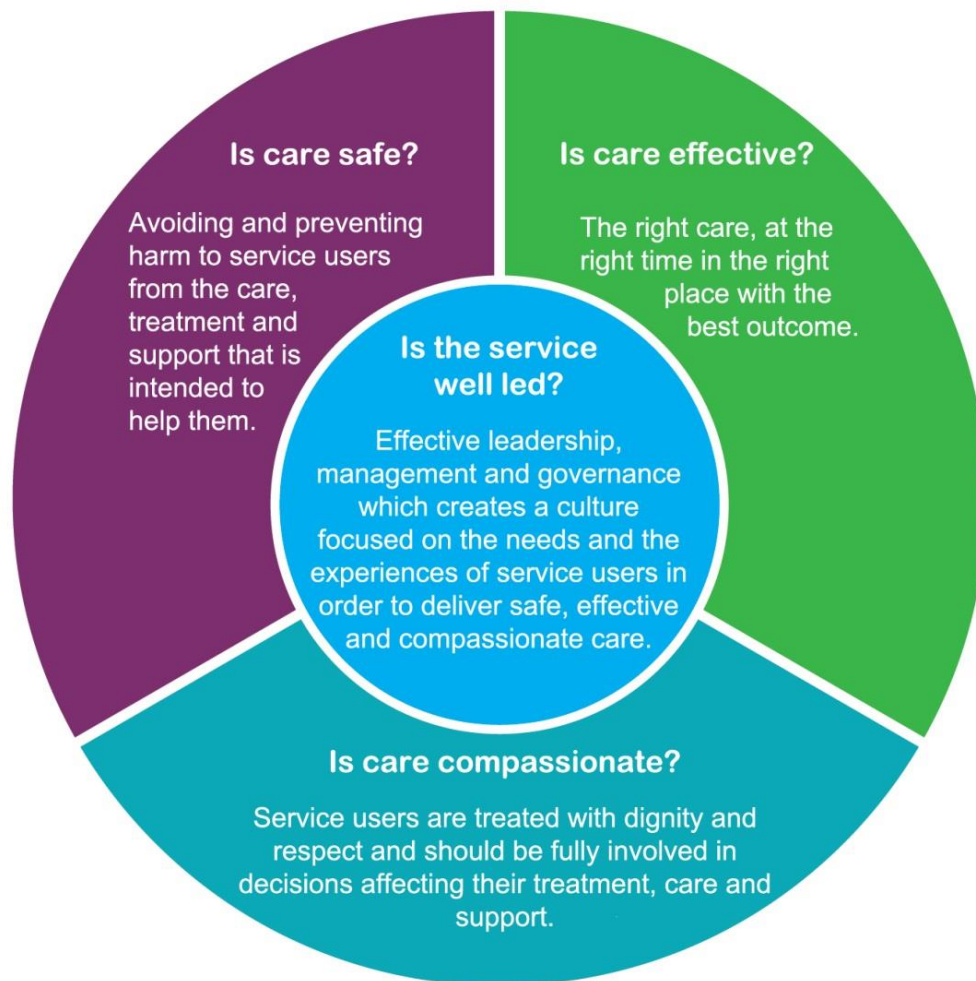 Is care safe?
Avoiding and preventing
harm to service users
from the care,
treatment and
support that is
intended to
help them.
Is care effective?
The right care, at the
right time in the right
place with the
best outcome.
Is the service
well led?
Effective leadership,
management and governance
which creates a culture
focused on the needs and the
experiences of service users in
order to deliver safe, effective
and compassionate care.
Is care compassionate?
Service users are treated with dignity and
respect and should be fully involved in
decisions affecting their treatment, care and
support.